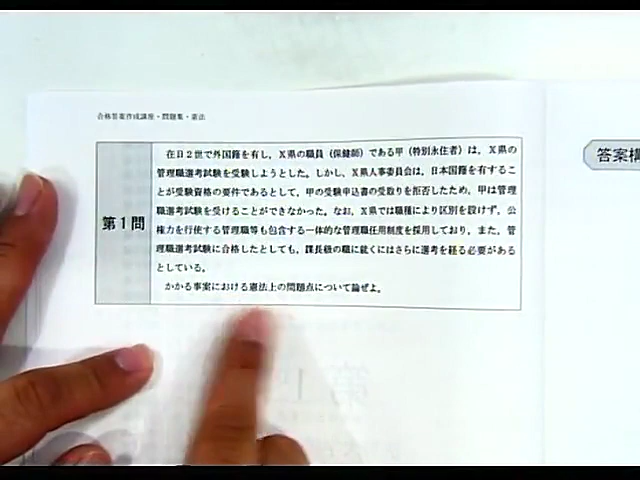 合格答案作成講座・問題集・憲法
第1問
在日2世で外国籍を有し，X県の職員（保健師）である甲（特別永住者）は，X県の
管理職選考試験を受験しようとした。しかし，X県人事委員会は，日本国籍を有するこ
とが受験資格の要件であるとして，甲の受験申込書の受取りを拒否したため，甲は管理
職選考試験を受けることができなかった。なお，X県では職種により区別を設けず，公
権力を行使する管理職等も包含する一体的な管理職任用制度を採用しており，また，管
理職選考試験に合格したとしても，課長級の職に就くにはさらに選考を経る必要がある
としている。
かかる事案における憲法上の問題点について論ぜよ。
答案構